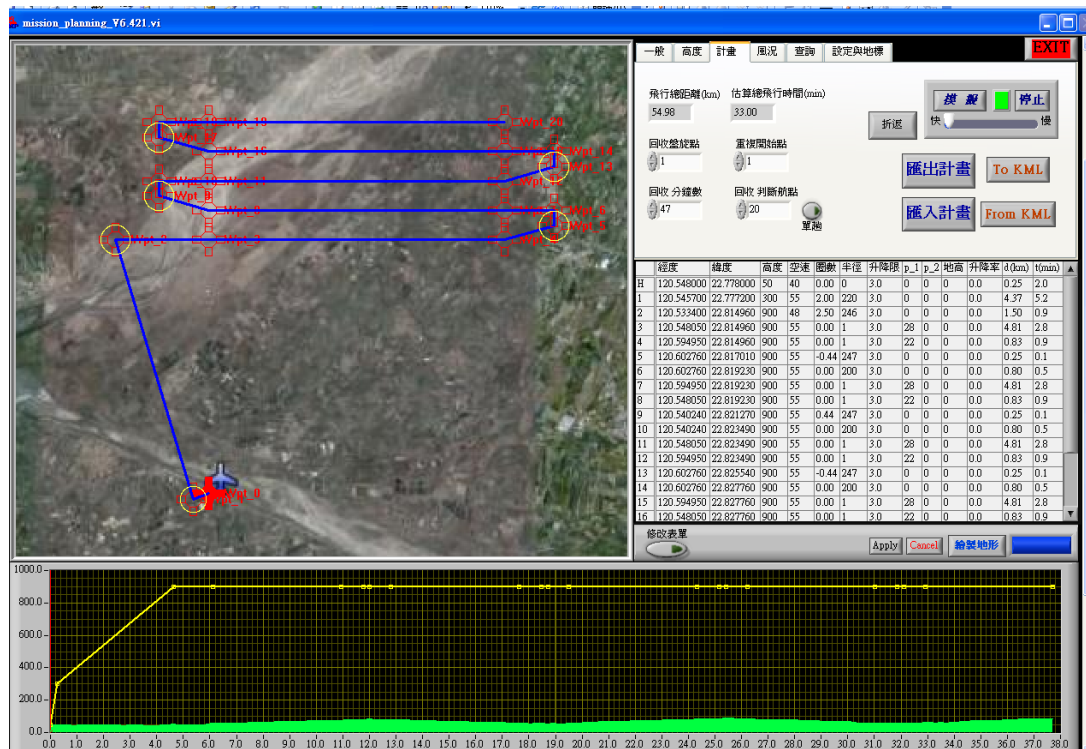 mission_planning_V6.421.vi
一般 高度 計畫 風況 查詢 設定與地標
EXIT
飛行總距離(km) 估算總飛行時間(min)
54.98 33.00
模擬 停止
快 慢
折返
回收盤旋點 重複開始點
1 1
匯出計畫 To KML
回收 分鐘數 回收 判斷航點
47 20
單趟
匯入計畫 From KML
Wpt_20
Wpt_16
Wpt_14
Wpt_13
Wpt_11
Wpt_9
Wpt_8
Wpt_6
Wpt_2
Wpt_0
經度 緯度 高度 空速 圈數 半徑 升降限 p_1 p_2 地高 升降率 d(km) t(min)
H 120.548000 22.778000 50 40 0.00 0 3.0 0 0 0 0.0 0.25 2.0
1 120.545700 22.777200 300 55 2.00 220 3.0 0 0 0 0.0 4.37 5.2
2 120.533400 22.814960 900 48 2.50 246 3.0 0 0 0 0.0 1.50 0.9
3 120.548050 22.814960 900 55 0.00 1 3.0 28 0 0 0.0 4.81 2.8
4 120.594950 22.814960 900 55 0.00 1 3.0 22 0 0 0.0 0.83 0.9
5 120.602760 22.817010 900 55 -0.44 247 3.0 0 0 0 0.0 0.25 0.1
6 120.602760 22.819230 900 55 0.00 200 3.0 0 0 0 0.0 0.80 0.5
7 120.594950 22.819230 900 55 0.00 1 3.0 28 0 0 0.0 4.81 2.8
8 120.548050 22.819230 900 55 0.00 1 3.0 22 0 0 0.0 0.83 0.9
9 120.540240 22.821270 900 55 0.44 247 3.0 0 0 0 0.0 0.25 0.1
10 120.540240 22.823490 900 55 0.00 200 3.0 0 0 0 0.0 0.80 0.5
11 120.548050 22.823490 900 55 0.00 1 3.0 28 0 0 0.0 4.81 2.8
12 120.594950 22.823490 900 55 0.00 1 3.0 22 0 0 0.0 0.83 0.9
13 120.602760 22.825540 900 55 -0.44 247 3.0 0 0 0 0.0 0.25 0.1
14 120.602760 22.827760 900 55 0.00 200 3.0 0 0 0 0.0 0.80 0.5
15 120.594950 22.827760 900 55 0.00 1 3.0 28 0 0 0.0 4.81 2.8
16 120.548050 22.827760 900 55 0.00 1 3.0 22 0 0 0.0 0.83 0.9
修改表單
Apply Cancel 繪製地形
1000.0
800.0
600.0
400.0
200.0
0.0
0.0 1.0 2.0 3.0 4.0 5.0 6.0 7.0 8.0 9.0 10.0 11.0 12.0 13.0 14.0 15.0 16.0 17.0 18.0 19.0 20.0 21.0 22.0 23.0 24.0 25.0 26.0 27.0 28.0 29.0 30.0 31.0 32.0 33.0 34.0 35.0 36.0 37.0 38.0